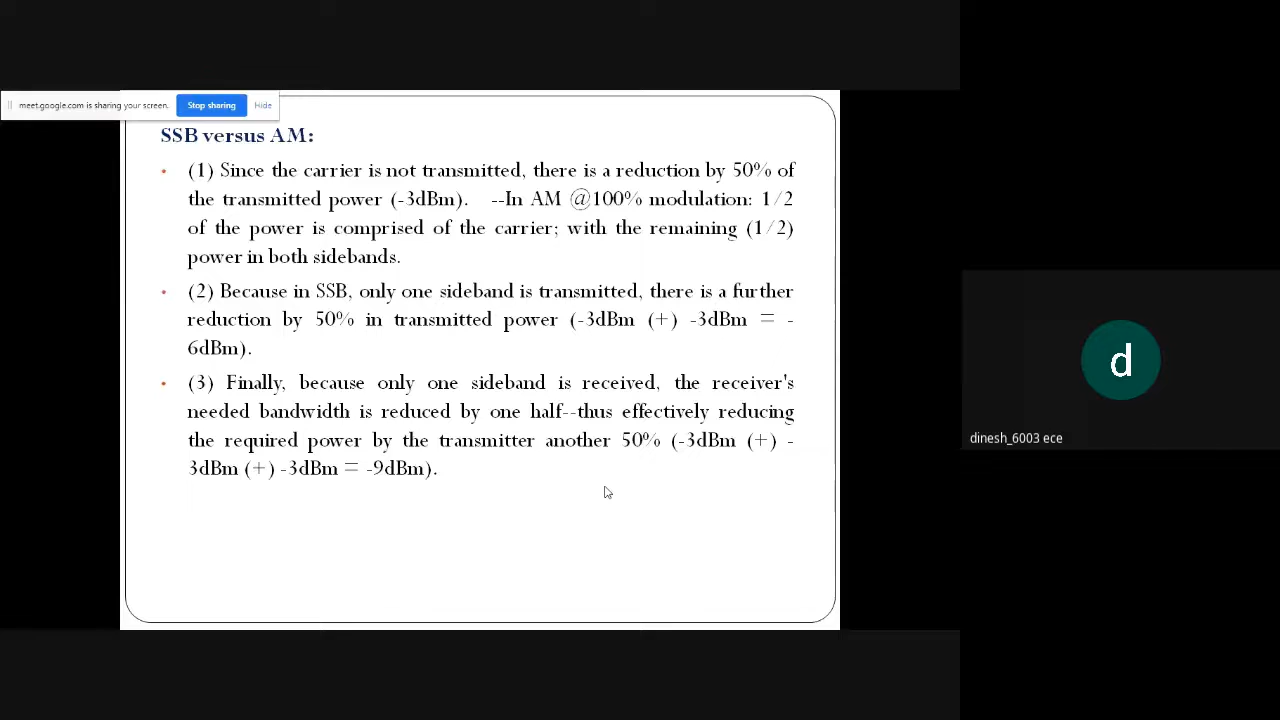 meet.google.com is sharing your screen. Stop sharing Hide
SSB versus AM:
• (1) Since the carrier is not transmitted, there is a reduction by 50% of
the transmitted power (-3dBm). --In AM @100% modulation: 1/2
of the power is comprised of the carrier; with the remaining (1/2)
power in both sidebands.
• (2) Because in SSB, only one sideband is transmitted, there is a further
reduction by 50% in transmitted power (-3dBm (+) -3dBm = -
6dBm).
• (3) Finally, because only one sideband is received, the receiver's
needed bandwidth is reduced by one half--thus effectively reducing
the required power by the transmitter another 50% (-3dBm (+) -
3dBm (+) -3dBm = -9dBm).
d
dinesh_6003 ece